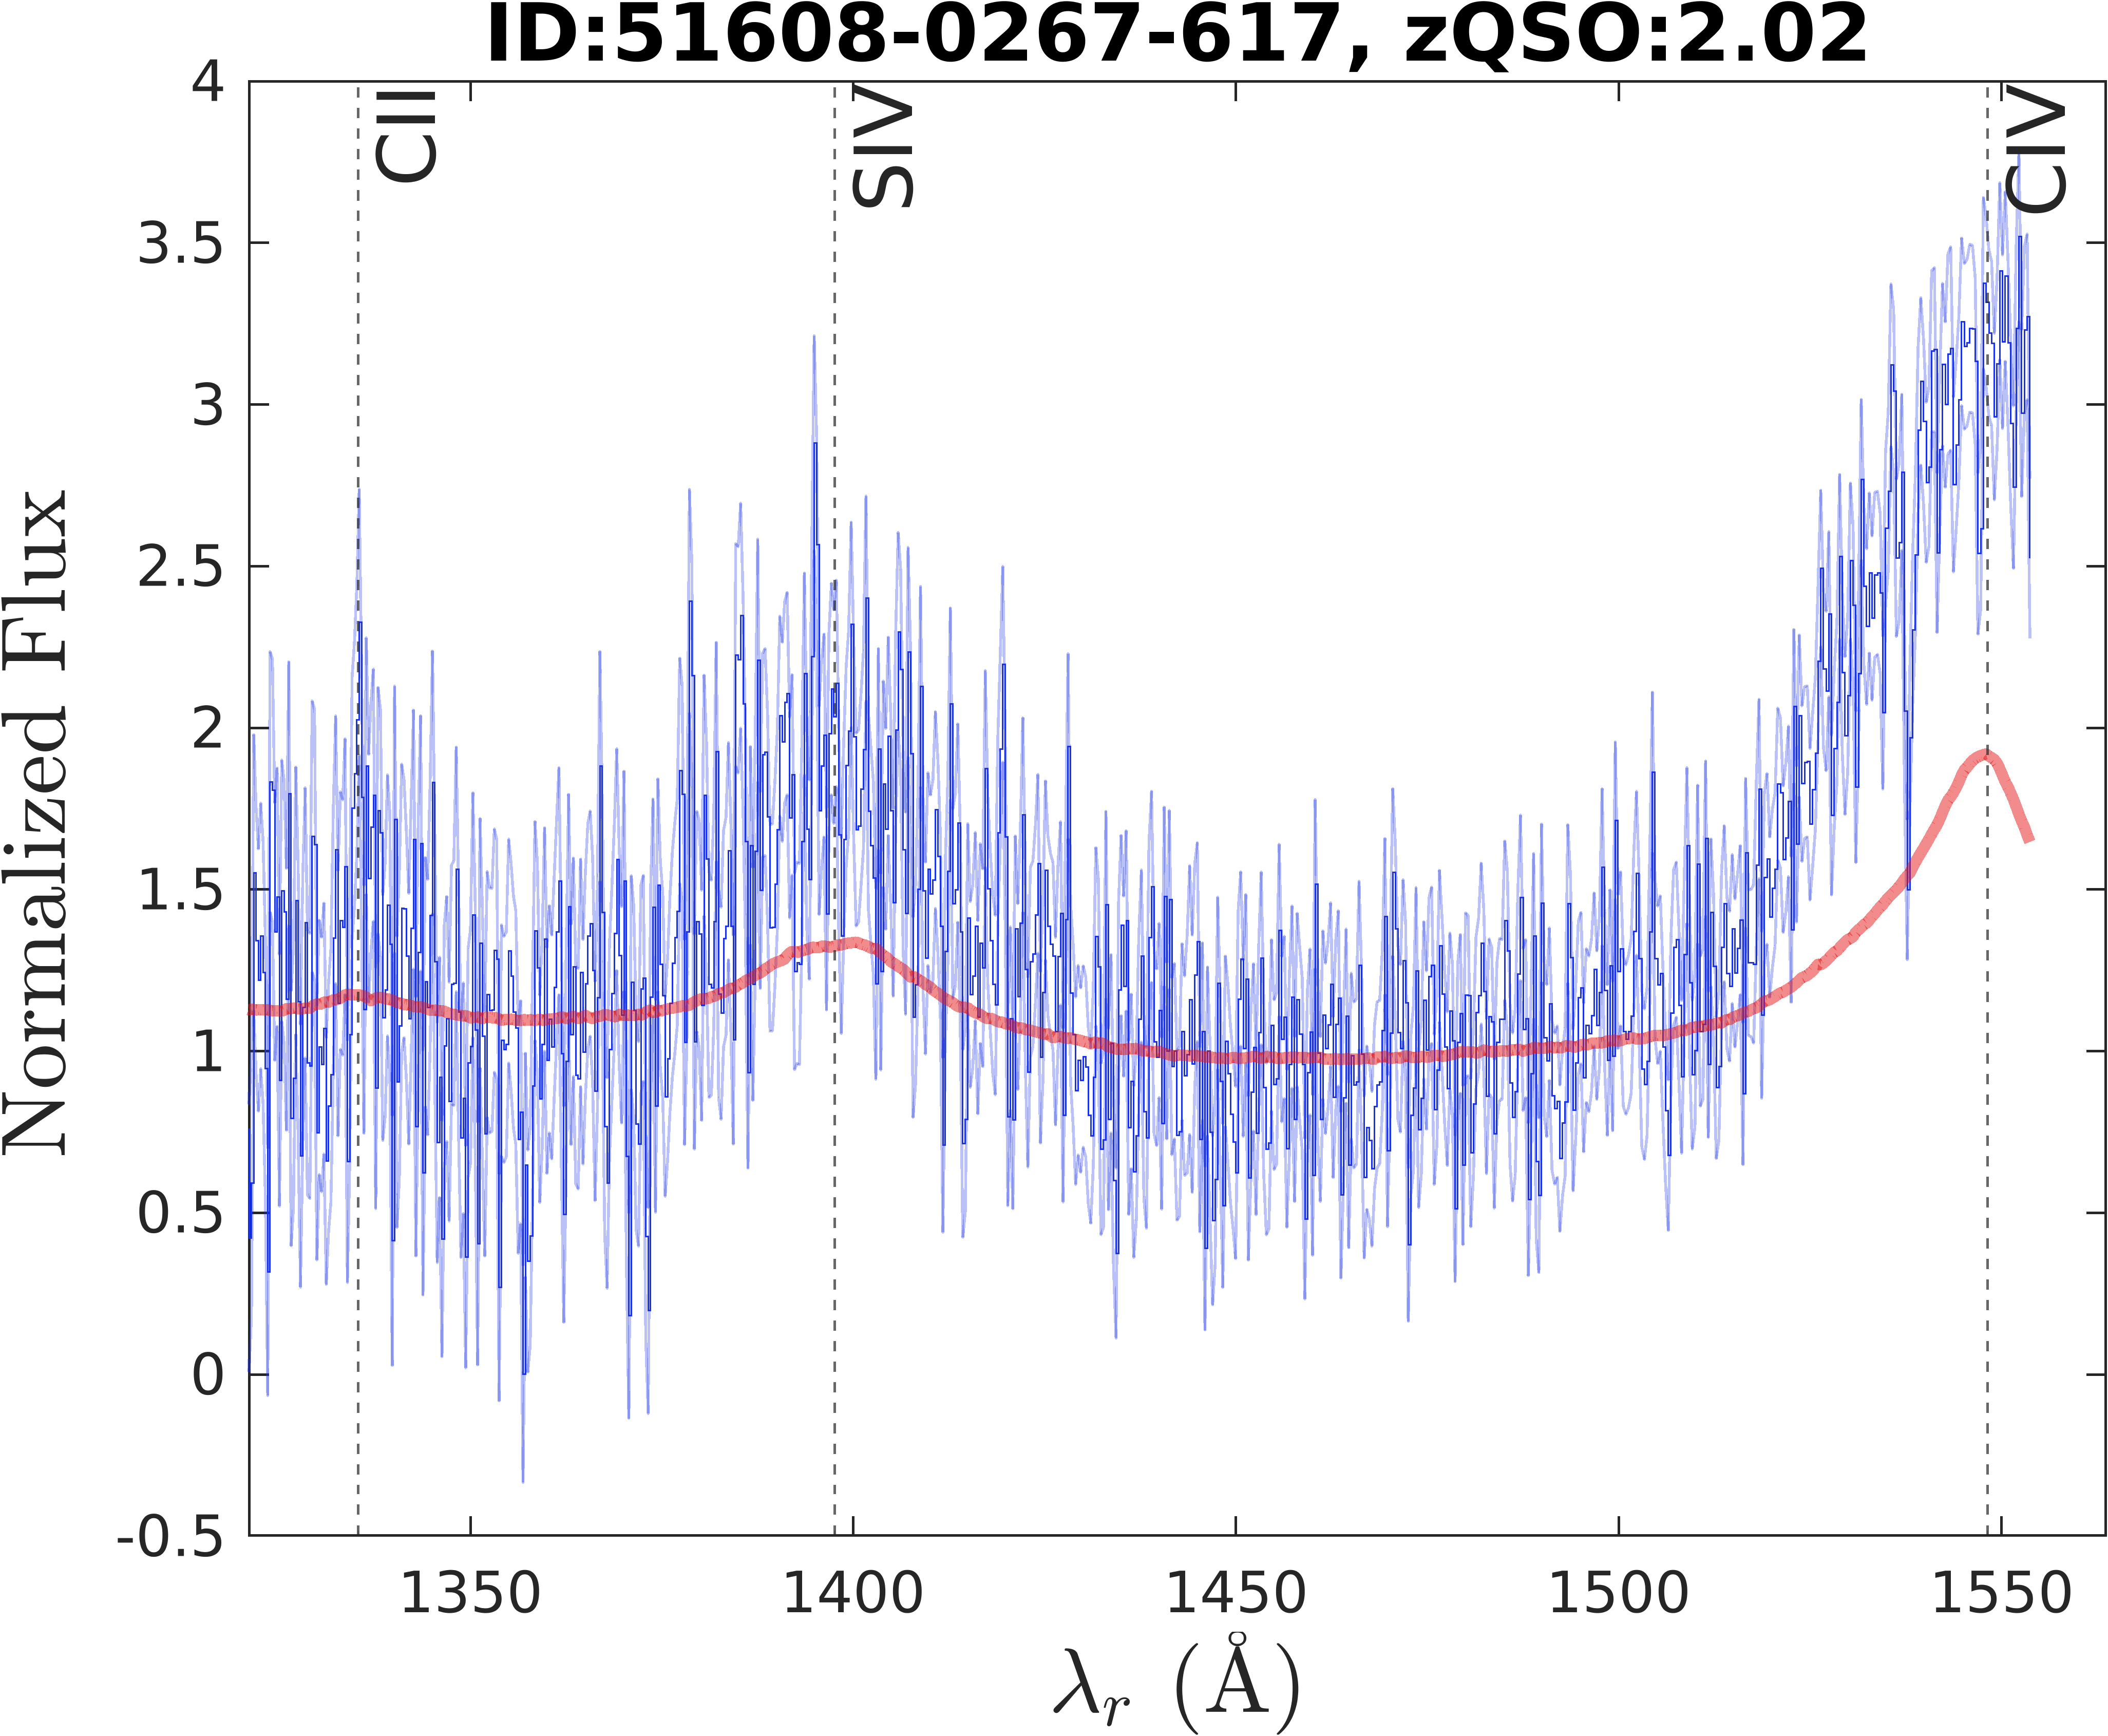 ID:51608-0267-617, zQSO:2.02
CII
SIV
CIV
4
3.5
3
2.5
2
1.5
1
0.5
0
-0.5
Normalized Flux
1350
1400
1450
1500
1550
λr (Å)